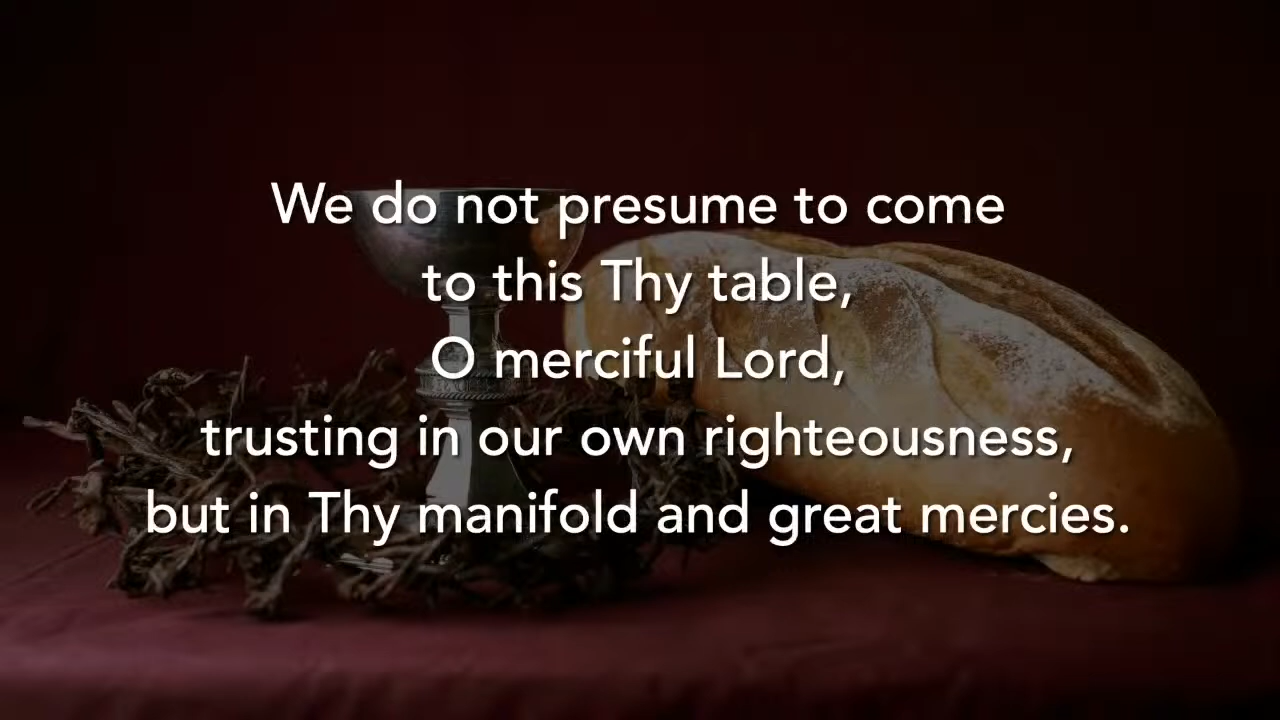 We do not presume to come
to this Thy table,
O merciful Lord,
trusting in our own righteousness,
but in Thy manifold and great mercies.